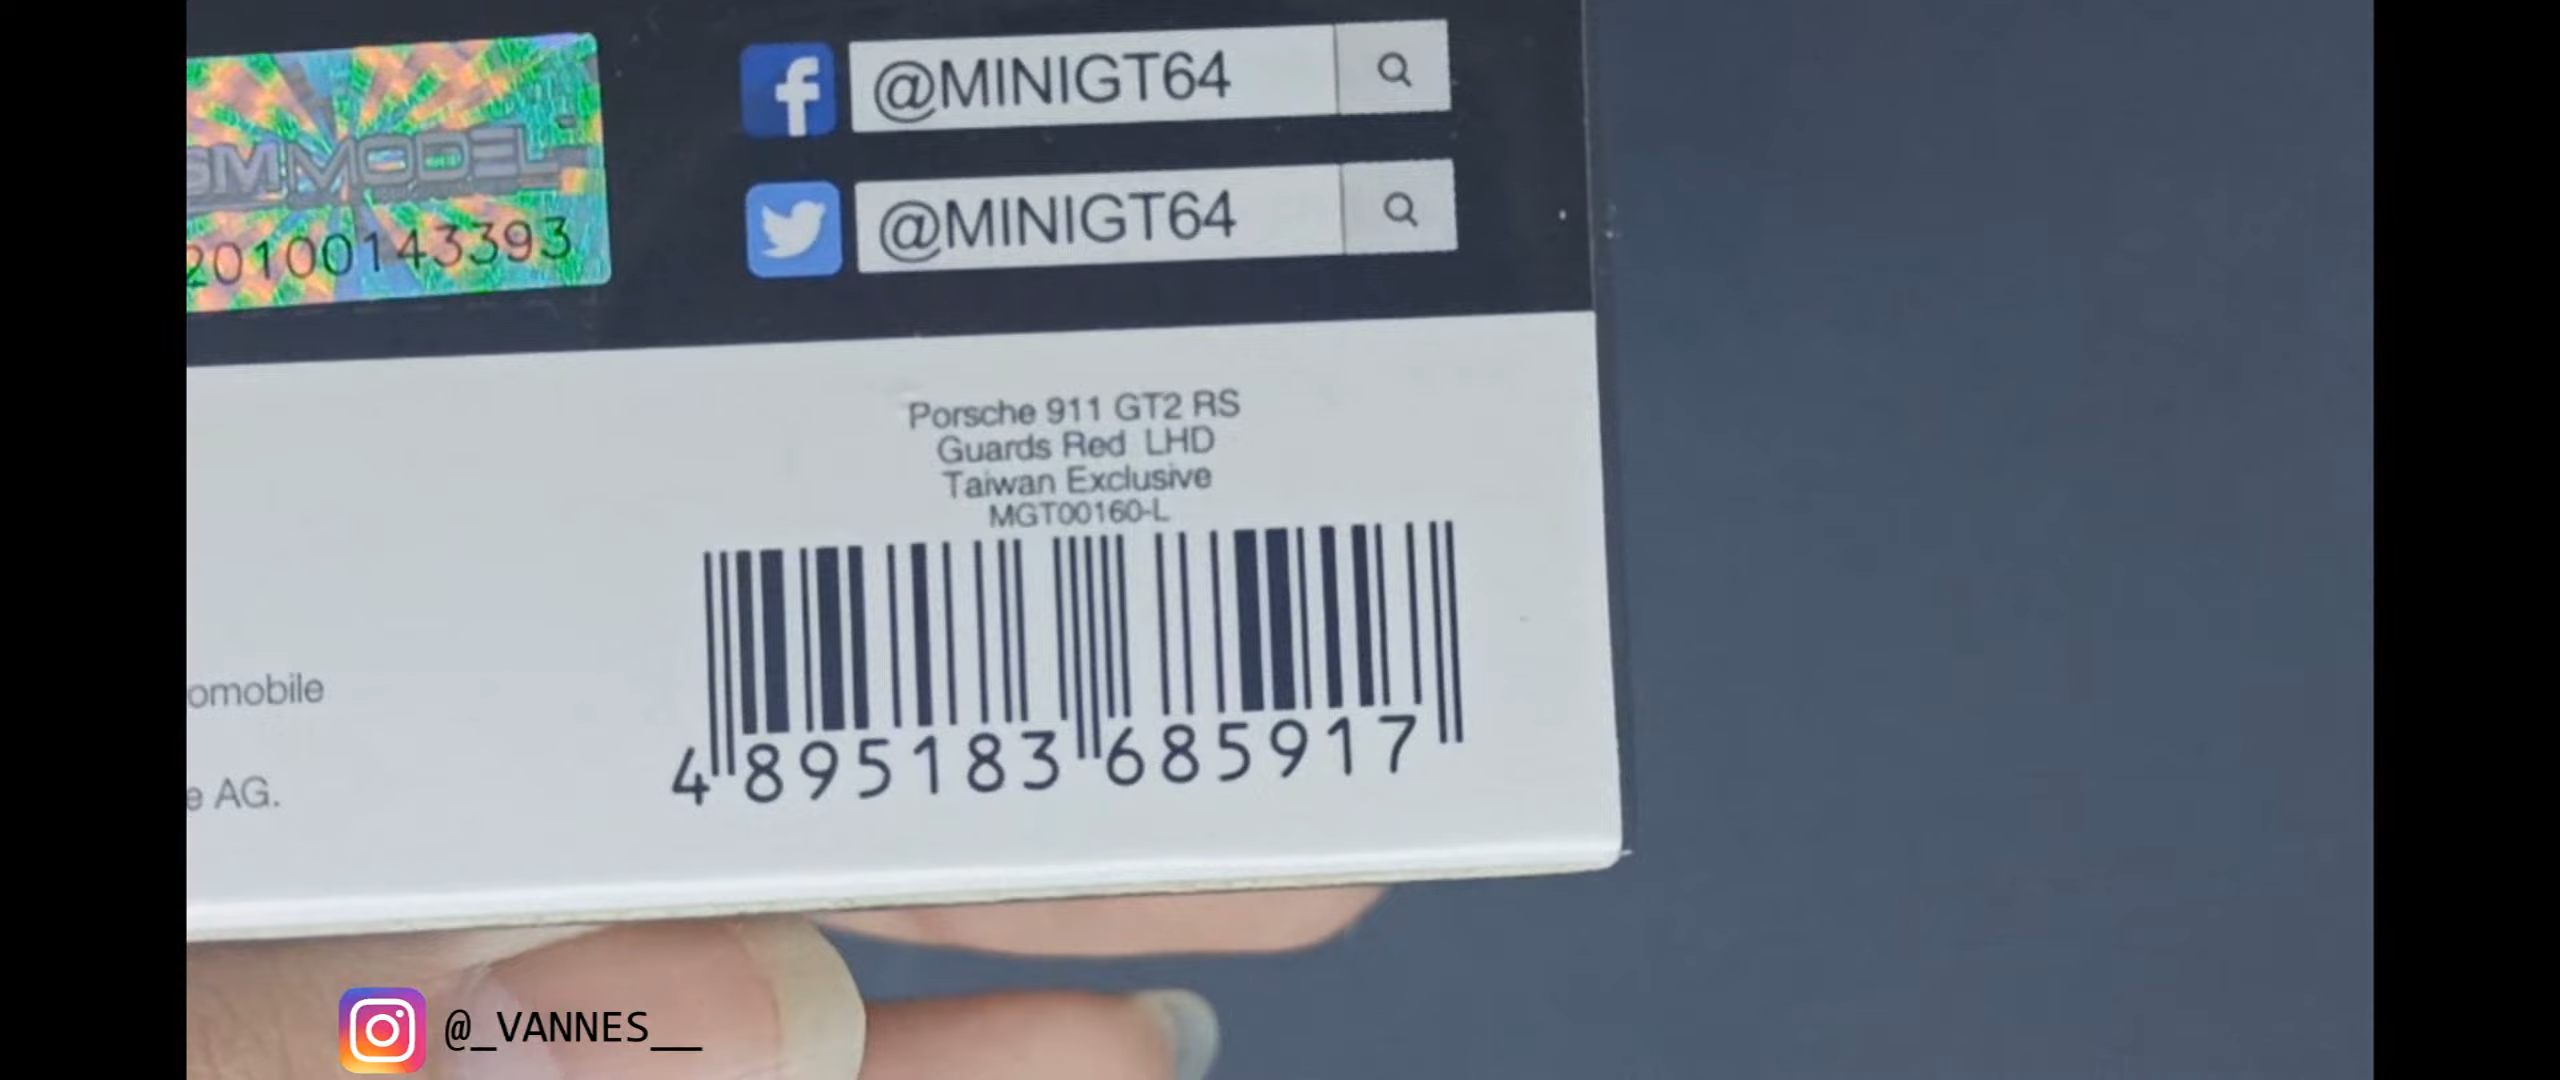 @MINIGT64
MODEL
20100143393
@MINIGT64
Porsche 911 GT2 RS
Guards Red LHD
Taiwan Exclusive
MGT00160-L
4 895183 685917
omobile
e AG.
@_VANNES__